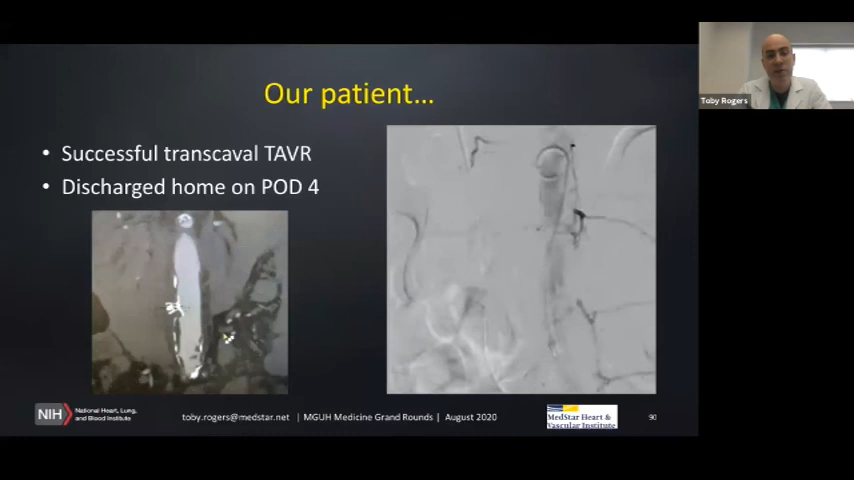 Our patient...
• Successful transcaval TAVR
• Discharged home on POD 4
NIH
National Heart, Lung,
and Blood Institute
toby.rogers@medstar.net | MGUH Medicine Grand Rounds | August 2020
MedStar Heart &
Vascular Institute
90
Toby Rogers